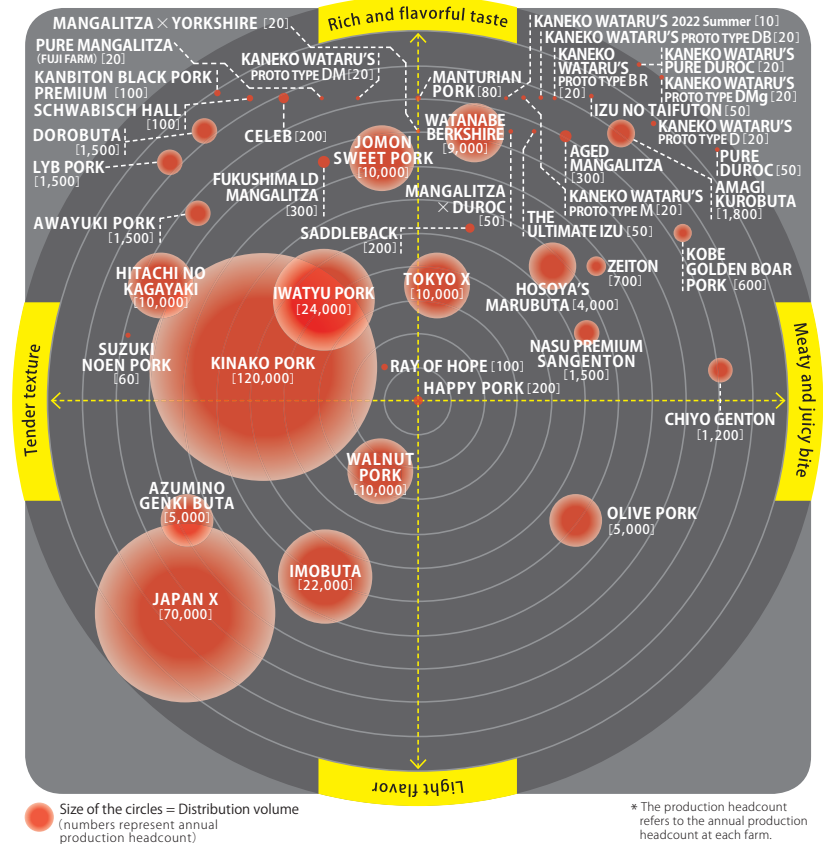 Rich and flavorful taste
MANGALITZA × YORKSHIRE [20]
PURE MANGALITZA
(FUJI FARM) [20]
KANBITON BLACK PORK
PREMIUM [100]
SCHWABISCH HALL
[100]
DOROBUTA
[1,500]
LYB PORK
[1,500]
AWAYUKI PORK
[1,500]
KANEKO WATARU'S
PROTO TYPE DM [20]
CELEB [200]
FUKUSHIMA LD
MANGALITZA
[300]
JOMON
SWEET PORK
[10,000]
MANTURIAN
PORK [80]
WATANABE
BERKSHIRE
[9,000]
KANEKO WATARU'S 2022 Summer [10]
KANEKO WATARU'S PROTO TYPE DB [20]
KANEKO
WATARU'S
PROTO TYPE BR
[20]
KANEKO WATARU'S
PURE DUROC [20]
KANEKO WATARU'S
PROTO TYPE DMg [20]
IZU NO TAIFUTON [50]
KANEKO WATARU'S
PROTO TYPE D [20]
PURE
DUROC [50]
AMAGI
KUROBUTA
[1,800]
AGED
MANGALITZA
[300]
KANEKO WATARU'S
PROTO TYPE M [20]
THE
ULTIMATE IZU [50]
MANGALITZA
× DUROC
[50]
SADDLEBACK
[200]
HITACHI NO
KAGAYAKI
[10,000]
IWATYU PORK
[24,000]
TOKYO X
[10,000]
HOSOYA'S
MARUBUTA [4,000]
ZEITON
[700]
KOBE
GOLDEN BOAR
PORK [600]
SUZUKI
NOEN PORK
[60]
KINAKO PORK
[120,000]
RAY OF HOPE [100]
HAPPY PORK [200]
NASU PREMIUM
SANGENTON
[1,500]
CHIYO GENTON
[1,200]
Tender texture
Meaty and juicy bite
WALNUT
PORK
[10,000]
AZUMINO
GENKI BUTA
[5,000]
OLIVE PORK
[5,000]
IMOBUTA
[22,000]
JAPAN X
[70,000]
Light flavor
Size of the circles = Distribution volume
(numbers represent annual
production headcount)
* The production headcount
refers to the annual production
headcount at each farm.